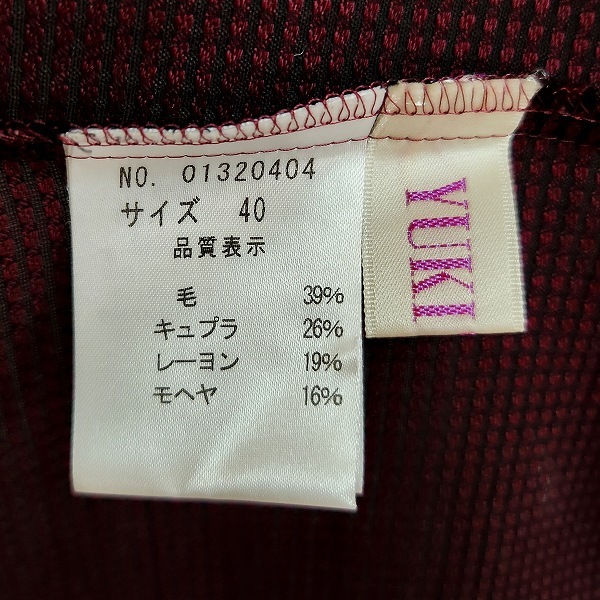 NO. 01320404
サイズ 40
品質表示
毛 39%
キュプラ 26%
レーヨン 19%
モヘヤ 16%
YUKI